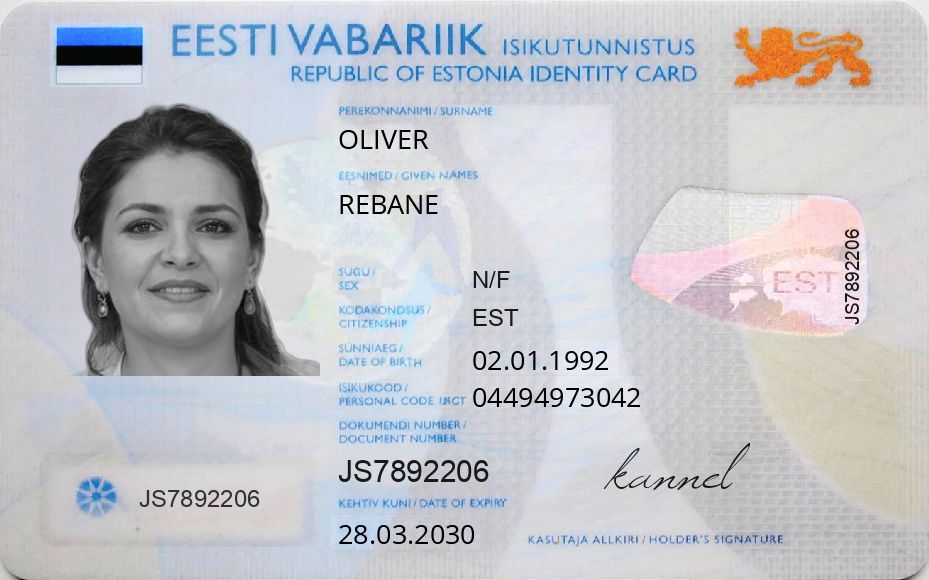 EESTI VABARIIK ISIKUTUNNISTUS
REPUBLIC OF ESTONIA IDENTITY CARD
PEREKONNANIMI / SURNAME
OLIVER
EESNIMED / GIVEN NAMES
REBANE
SUGU /
SEX
N/F
KODAKONDSUS /
CITIZENSHIP
EST
SÜNNIAEG /
DATE OF BIRTH
02.01.1992
ISIKUKOOD /
PERSONAL CODE
04494973042
DOKUMENDI NUMBER /
DOCUMENT NUMBER
JS7892206
KEHTIV KUNI / DATE OF EXPIRY
28.03.2030
JS7892206
EST
JS7892206
kannel
KASUTAJA ALLKIRI / HOLDER'S SIGNATURE